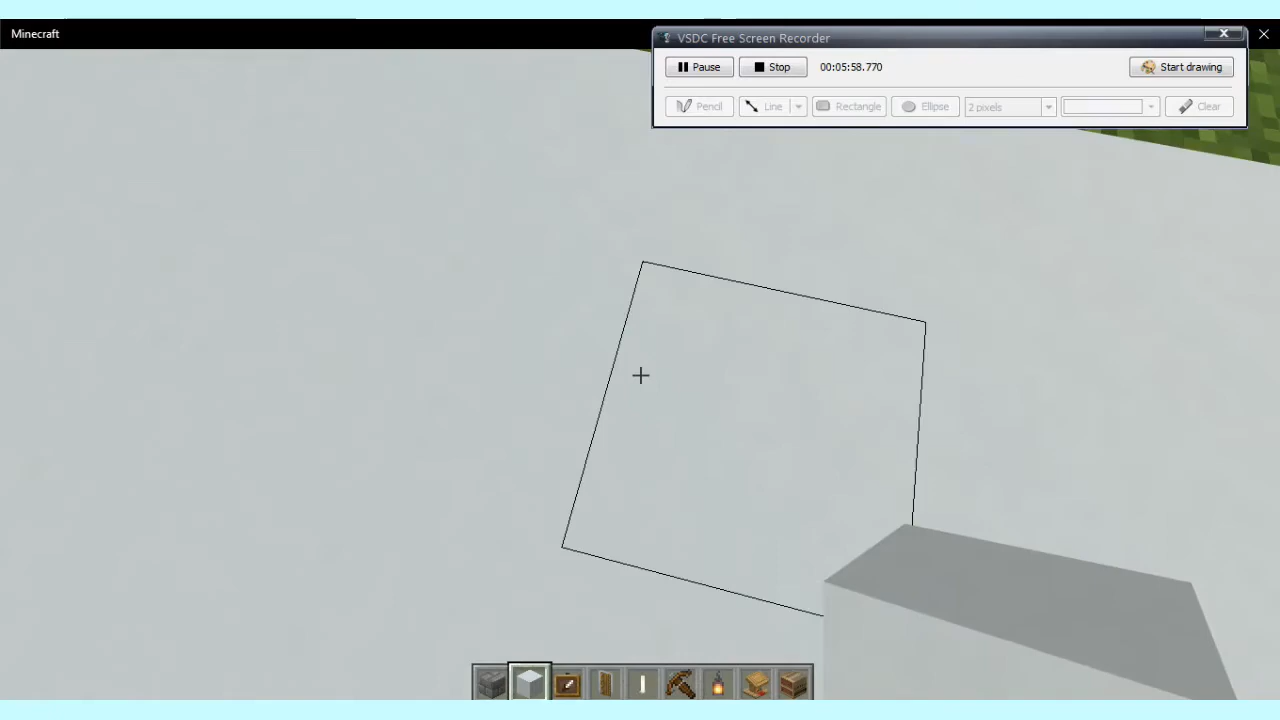 Minecraft
VSDC Free Screen Recorder
Pause Stop 00:05:58.770 Start drawing
Pencil Line Rectangle Ellipse 2 pixels Clear